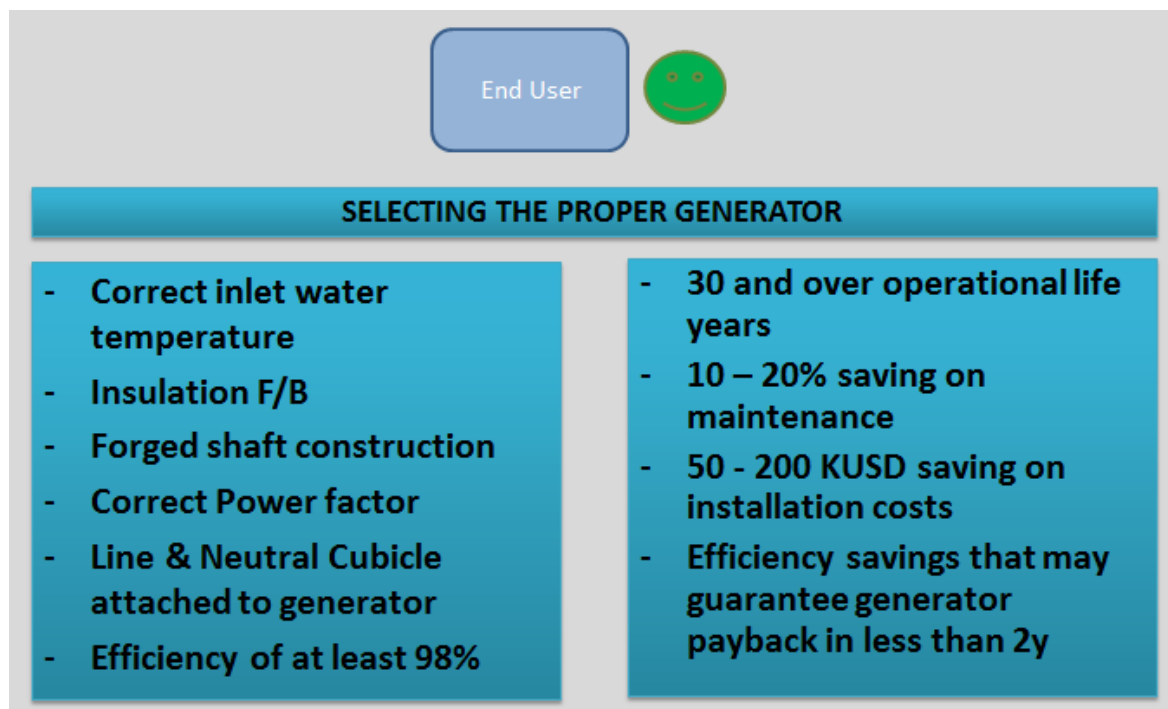 End User
SELECTING THE PROPER GENERATOR
- Correct inlet water
temperature
- Insulation F/B
- Forged shaft construction
- Correct Power factor
- Line & Neutral Cubicle
attached to generator
- Efficiency of at least 98%
- 30 and over operational life
years
- 10 – 20% saving on
maintenance
- 50 - 200 KUSD saving on
installation costs
- Efficiency savings that may
guarantee generator
payback in less than 2y